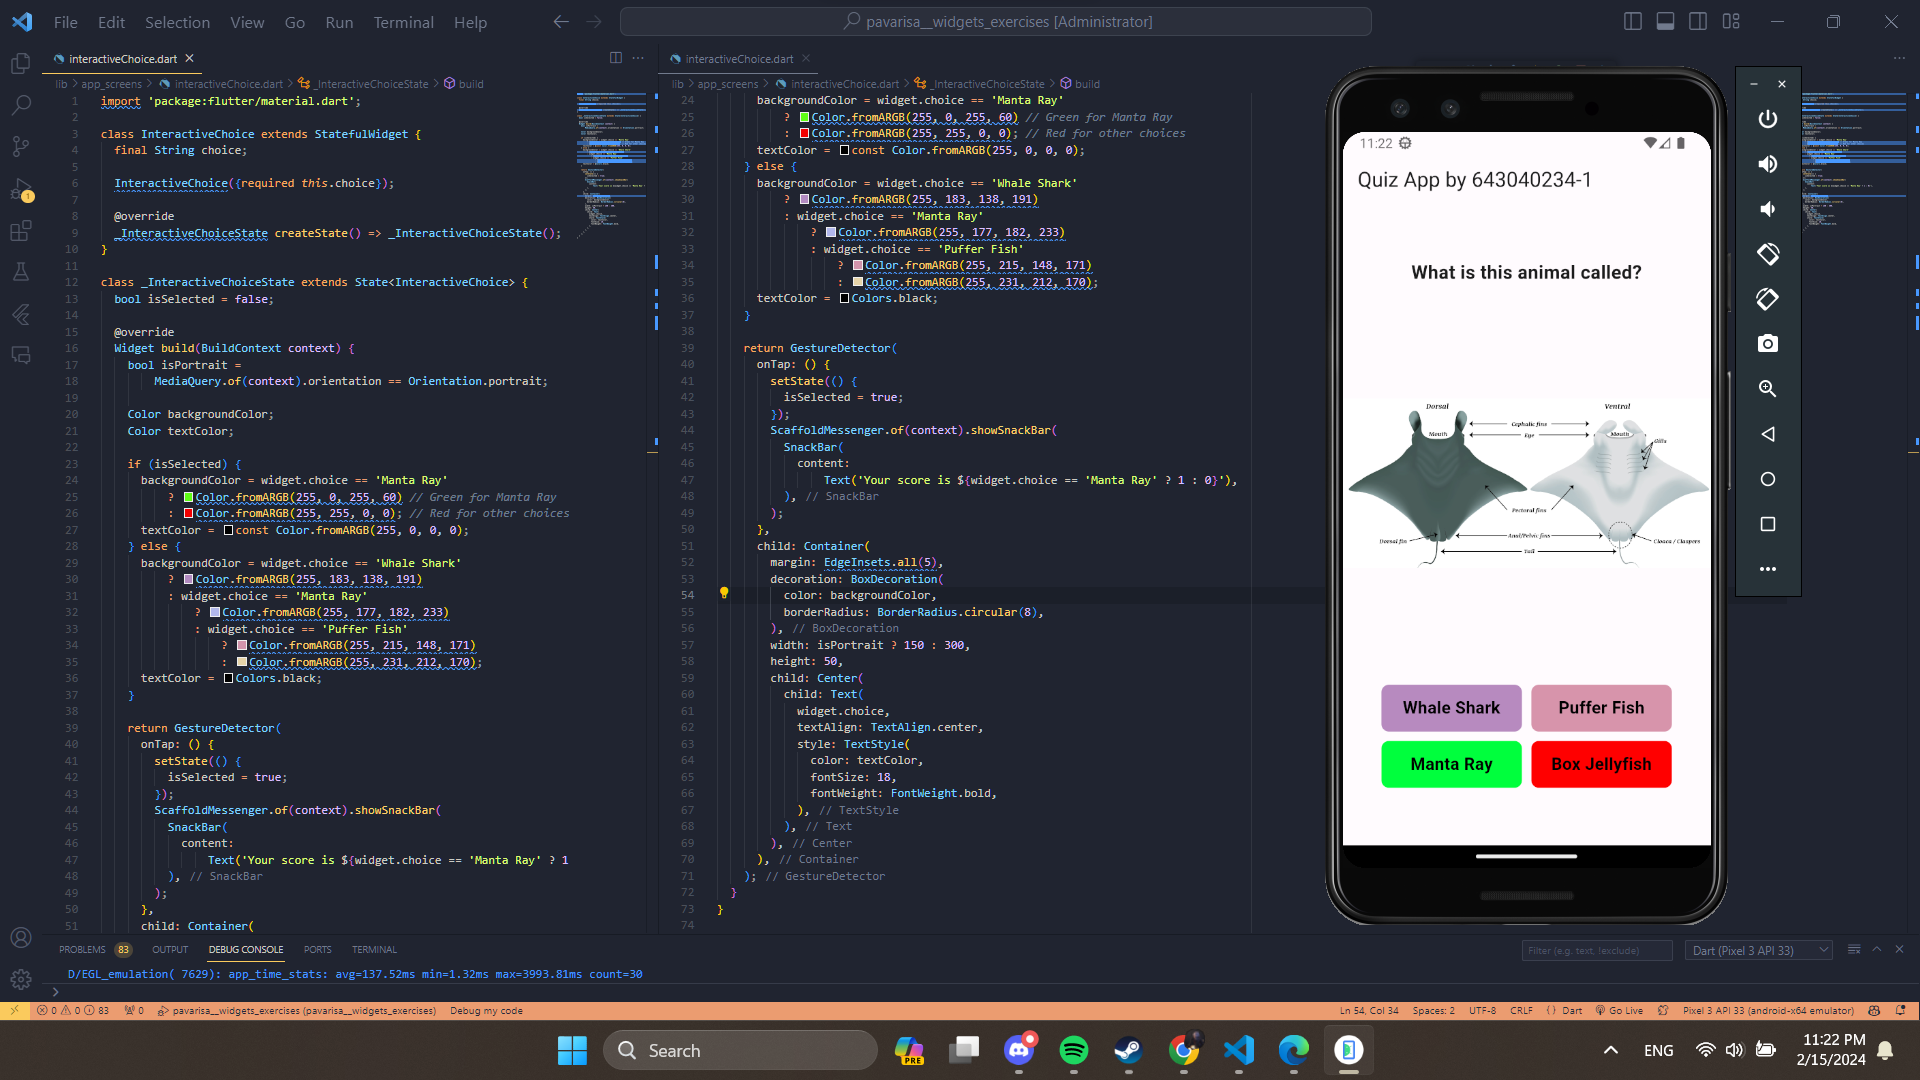 File Edit Selection View Go Run Terminal Help
pavarisa__widgets_exercises [Administrator]
interactiveChoice.dart
lib > app_screens > interactiveChoice.dart > _InteractiveChoiceState > build
1 import 'package:flutter/material.dart';
2
3 class InteractiveChoice extends StatefulWidget {
4 final String choice;
5
6 InteractiveChoice({required this.choice});
7
8 @override
9 _InteractiveChoiceState createState() => _InteractiveChoiceState();
10 }
11
12 class _InteractiveChoiceState extends State<InteractiveChoice> {
13 bool isSelected = false;
14
15 @override
16 Widget build(BuildContext context) {
17 bool isPortrait =
18 MediaQuery.of(context).orientation == Orientation.portrait;
19
20 Color backgroundColor;
21 Color textColor;
22
23 if (isSelected) {
24 backgroundColor = widget.choice == 'Manta Ray'
25 ? Color.fromARGB(255, 0, 255, 60) // Green for Manta Ray
26 : Color.fromARGB(255, 255, 0, 0); // Red for other choices
27 textColor = const Color.fromARGB(255, 0, 0, 0);
28 } else {
29 backgroundColor = widget.choice == 'Whale Shark'
30 ? Color.fromARGB(255, 183, 138, 191)
31 : widget.choice == 'Manta Ray'
32 ? Color.fromARGB(255, 177, 182, 233)
33 : widget.choice == 'Puffer Fish'
34 ? Color.fromARGB(255, 215, 148, 171)
35 : Color.fromARGB(255, 231, 212, 170);
36 textColor = Colors.black;
37 }
38
39 return GestureDetector(
40 onTap: () {
41 setState(() {
42 isSelected = true;
43 });
44 ScaffoldMessenger.of(context).showSnackBar(
45 SnackBar(
46 content:
47 Text('Your score is ${widget.choice == 'Manta Ray' ? 1
48 ), // SnackBar
49 );
50 },
51 child: Container(
interactiveChoice.dart
lib > app_screens > interactiveChoice.dart > _InteractiveChoiceState > build
24 backgroundColor = widget.choice == 'Manta Ray'
25 ? Color.fromARGB(255, 0, 255, 60) // Green for Manta Ray
26 : Color.fromARGB(255, 255, 0, 0); // Red for other choices
27 textColor = const Color.fromARGB(255, 0, 0, 0);
28 } else {
29 backgroundColor = widget.choice == 'Whale Shark'
30 ? Color.fromARGB(255, 183, 138, 191)
31 : widget.choice == 'Manta Ray'
32 ? Color.fromARGB(255, 177, 182, 233)
33 : widget.choice == 'Puffer Fish'
34 ? Color.fromARGB(255, 215, 148, 171)
35 : Color.fromARGB(255, 231, 212, 170);
36 textColor = Colors.black;
37 }
38
39 return GestureDetector(
40 onTap: () {
41 setState(() {
42 isSelected = true;
43 });
44 ScaffoldMessenger.of(context).showSnackBar(
45 SnackBar(
46 content:
47 Text('Your score is ${widget.choice == 'Manta Ray' ? 1 : 0}'),
48 ), // SnackBar
49 );
50 },
51 child: Container(
52 margin: EdgeInsets.all(5),
53 decoration: BoxDecoration(
54 color: backgroundColor,
55 borderRadius: BorderRadius.circular(8),
56 ), // BoxDecoration
57 width: isPortrait ? 150 : 300,
58 height: 50,
59 child: Center(
60 child: Text(
61 widget.choice,
62 textAlign: TextAlign.center,
63 style: TextStyle(
64 color: textColor,
65 fontSize: 18,
66 fontWeight: FontWeight.bold,
67 ), // TextStyle
68 ), // Text
69 ), // Center
70 ), // Container
71 ); // GestureDetector
72 }
73 }
74
11:22
Quiz App by 643040234-1
What is this animal called?
Dorsal Ventral
Cephalic fins
Mouth Eye Mouth
Gills
Pectoral fins
Dorsal fin Anal/Pelvic fins Cloaca / Claspers
Tail
Whale Shark Puffer Fish
Manta Ray Box Jellyfish
PROBLEMS 83 OUTPUT DEBUG CONSOLE PORTS TERMINAL
Filter (e.g. text, !exclude) Dart (Pixel 3 API 33)
D/EGL_emulation( 7629): app_time_stats: avg=137.52ms min=1.32ms max=3993.81ms count=30
0 0 83 0 pavarisa__widgets_exercises (pavarisa__widgets_exercises) Debug my code
Ln 54, Col 34 Spaces: 2 UTF-8 CRLF {} Dart Go Live Pixel 3 API 33 (android-x64 emulator)
Search
PRE
ENG
11:22 PM
2/15/2024